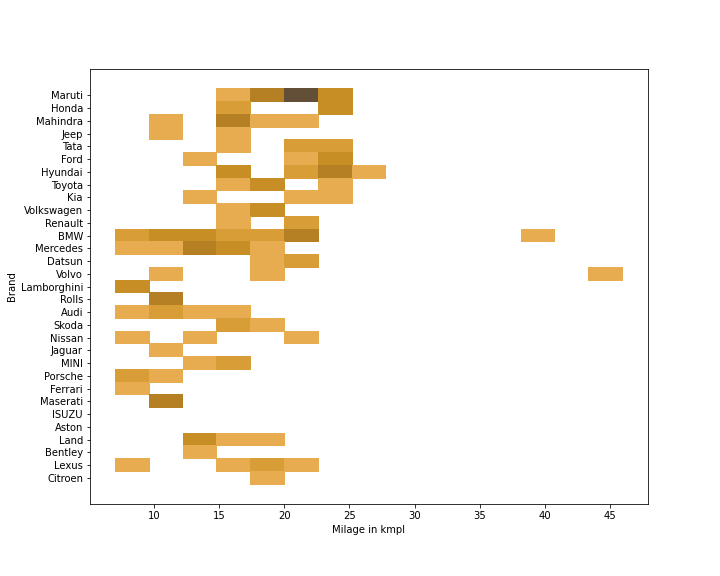 Maruti
Honda
Mahindra
Jeep
Tata
Ford
Hyundai
Toyota
Kia
Volkswagen
Renault
BMW
Mercedes
Datsun
Volvo
Lamborghini
Rolls
Audi
Skoda
Nissan
Jaguar
MINI
Porsche
Ferrari
Maserati
ISUZU
Aston
Land
Bentley
Lexus
Citroen
Brand
10 15 20 25 30 35 40 45
Milage in kmpl